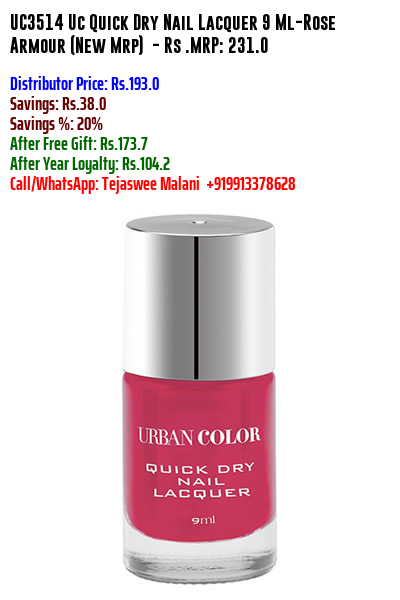 UC3514 Uc Quick Dry Nail Lacquer 9 Ml-Rose
Armour (New Mrp) - Rs .MRP: 231.0
Distributor Price: Rs.193.0
Savings: Rs.38.0
Savings %: 20%
After Free Gift: Rs.173.7
After Year Loyalty: Rs.104.2
Call/WhatsApp: Tejaswee Malani +919913378628
URBAN COLOR
QUICK DRY
NAIL
LACQUER
9ml